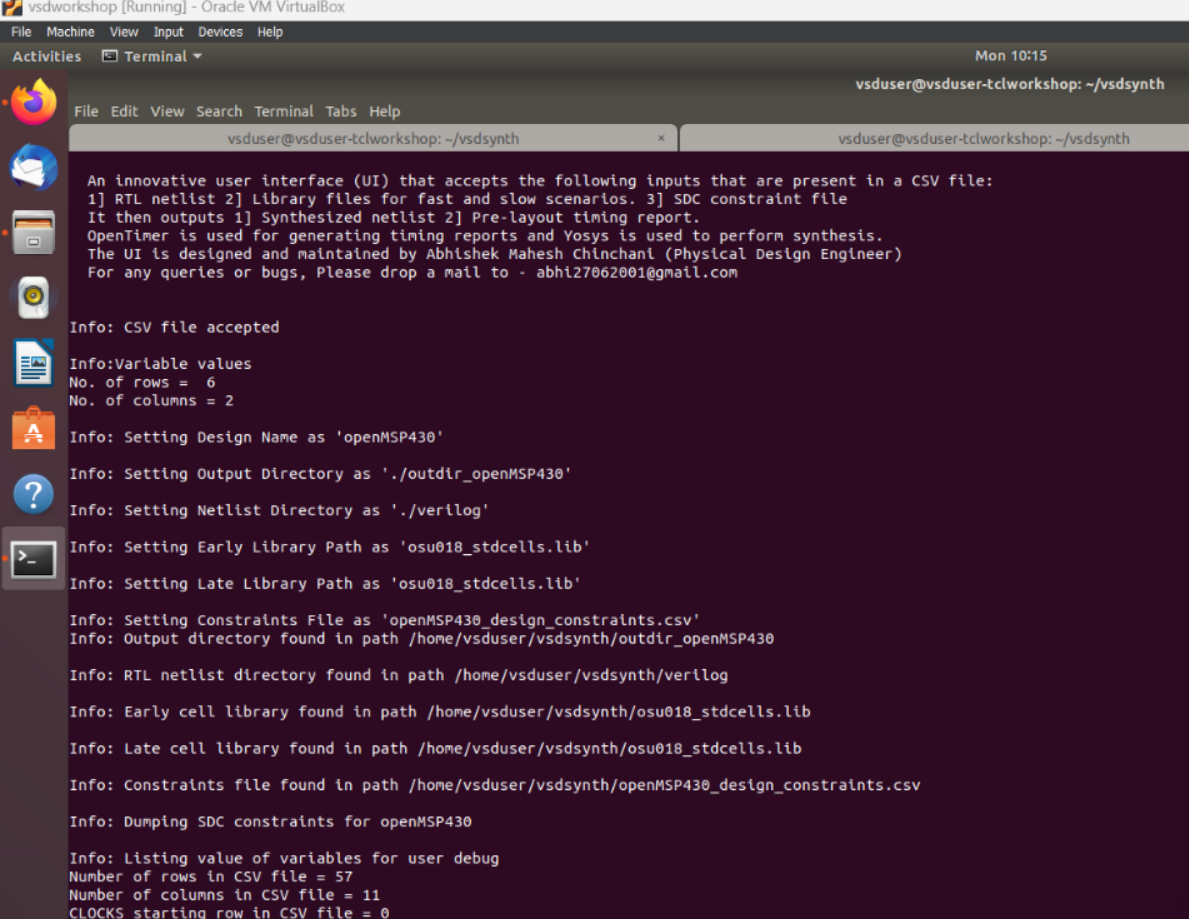 vsdworkshop [Running] - Oracle VM VirtualBox
File Machine View Input Devices Help
Activities Terminal Mon 10:15
vsduser@vsduser-tclworkshop: ~/vsdsynth
File Edit View Search Terminal Tabs Help
vsduser@vsduser-tclworkshop: ~/vsdsynth × vsduser@vsduser-tclworkshop: ~/vsdsynth
An innovative user interface (UI) that accepts the following inputs that are present in a CSV file:
1] RTL netlist 2] Library files for fast and slow scenarios. 3] SDC constraint file
It then outputs 1] Synthesized netlist 2] Pre-layout timing report.
OpenTimer is used for generating timing reports and Yosys is used to perform synthesis.
The UI is designed and maintained by Abhishek Mahesh Chinchani (Physical Design Engineer)
For any queries or bugs, Please drop a mail to - abhi27062001@gmail.com
Info: CSV file accepted
Info:Variable values
No. of rows =  6
No. of columns = 2
Info: Setting Design Name as 'openMSP430'
Info: Setting Output Directory as './outdir_openMSP430'
Info: Setting Netlist Directory as './verilog'
Info: Setting Early Library Path as 'osu018_stdcells.lib'
Info: Setting Late Library Path as 'osu018_stdcells.lib'
Info: Setting Constraints File as 'openMSP430_design_constraints.csv'
Info: Output directory found in path /home/vsduser/vsdsynth/outdir_openMSP430
Info: RTL netlist directory found in path /home/vsduser/vsdsynth/verilog
Info: Early cell library found in path /home/vsduser/vsdsynth/osu018_stdcells.lib
Info: Late cell library found in path /home/vsduser/vsdsynth/osu018_stdcells.lib
Info: Constraints file found in path /home/vsduser/vsdsynth/openMSP430_design_constraints.csv
Info: Dumping SDC constraints for openMSP430
Info: Listing value of variables for user debug
Number of rows in CSV file = 57
Number of columns in CSV file = 11
CLOCKS starting row in CSV file = 0